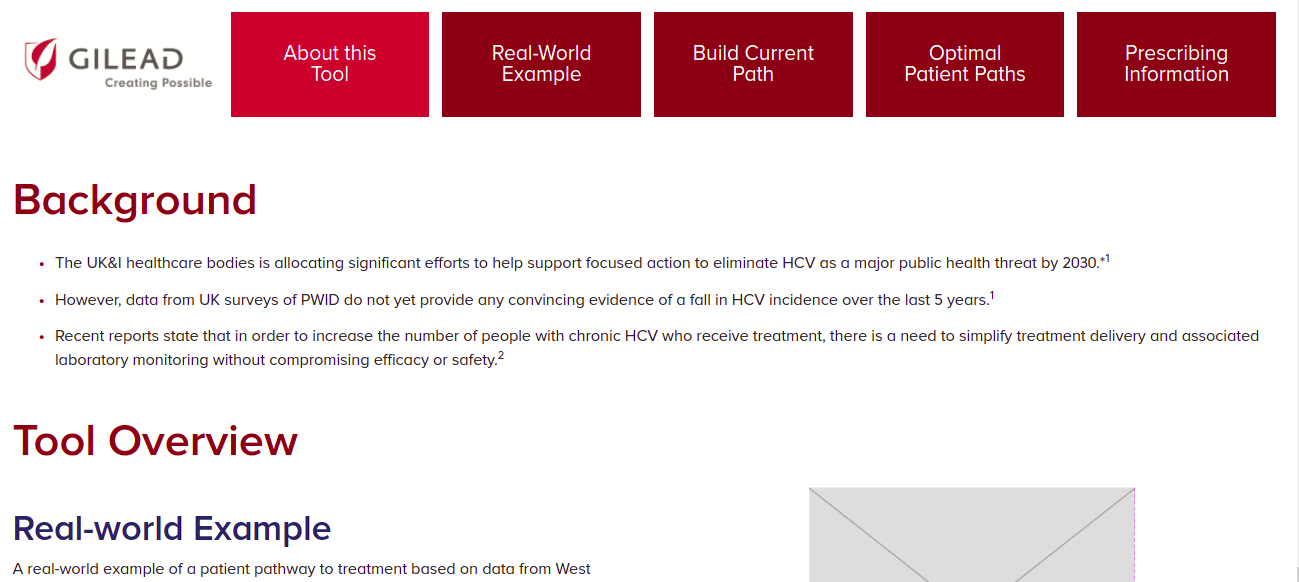 GILEAD
Creating Possible
About this
Tool
Real-World
Example
Build Current
Path
Optimal
Patient Paths
Prescribing
Information
Background
• The UK&I healthcare bodies is allocating significant efforts to help support focused action to eliminate HCV as a major public health threat by 2030.*1
• However, data from UK surveys of PWID do not yet provide any convincing evidence of a fall in HCV incidence over the last 5 years.1
• Recent reports state that in order to increase the number of people with chronic HCV who receive treatment, there is a need to simplify treatment delivery and associated
laboratory monitoring without compromising efficacy or safety.2
Tool Overview
Real-world Example
A real-world example of a patient pathway to treatment based on data from West